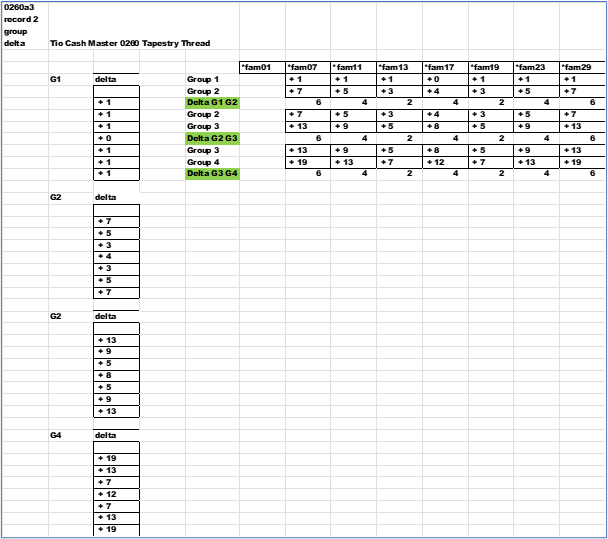 0260a3
record 2
group
delta Tio Cash Master 0260 Tapestry Thread
*fam01 *fam07 *fam11 *fam13 *fam17 *fam19 *fam23 *fam29
G1 delta Group 1 + 1 + 1 + 1 + 0 + 1 + 1 + 1
Group 2 + 7 + 5 + 3 + 4 + 3 + 5 + 7
+ 1 Delta G1 G2 6 4 2 4 2 4 6
+ 1 Group 2 + 7 + 5 + 3 + 4 + 3 + 5 + 7
+ 1 Group 3 + 13 + 9 + 5 + 8 + 5 + 9 + 13
+ 0 Delta G2 G3 6 4 2 4 2 4 6
+ 1 Group 3 + 13 + 9 + 5 + 8 + 5 + 9 + 13
+ 1 Group 4 + 19 + 13 + 7 + 12 + 7 + 13 + 19
+ 1 Delta G3 G4 6 4 2 4 2 4 6
G2 delta
+ 7
+ 5
+ 3
+ 4
+ 3
+ 5
+ 7
G2 delta
+ 13
+ 9
+ 5
+ 8
+ 5
+ 9
+ 13
G4 delta
+ 19
+ 13
+ 7
+ 12
+ 7
+ 13
+ 19